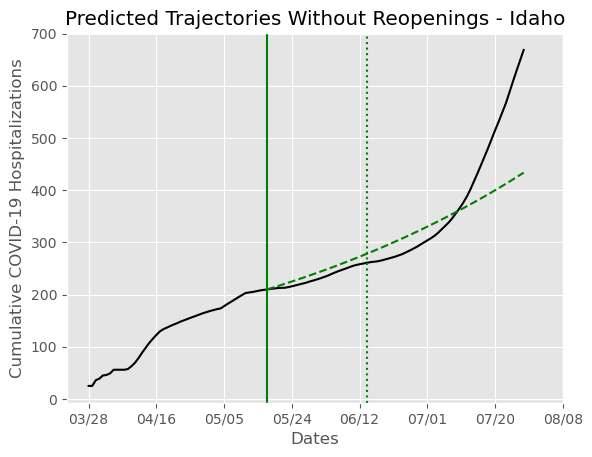 Predicted Trajectories Without Reopenings - Idaho
700
600
500
400
300
200
100
0
Cumulative COVID-19 Hospitalizations
03/28 04/16 05/05 05/24 06/12 07/01 07/20 08/08
Dates